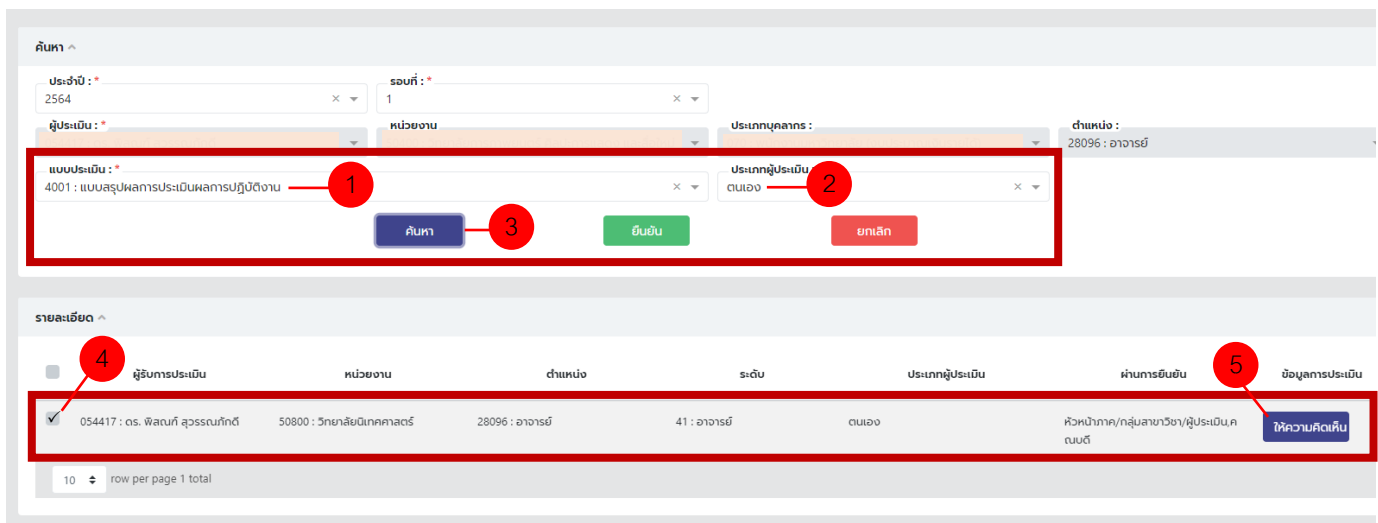 ค้นหา
ประจำปี : * รอบที่ : *
2564 × 1 ×
ผู้ประเมิน : * หน่วยงาน ประเภทบุคลากร : ตำแหน่ง :
28096 : อาจารย์
แบบประเมิน : * ประเภทผู้ประเมิน
4001 : แบบสรุปผลการประเมินผลการปฏิบัติงาน 1 × ตนเอง 2 ×
ค้นหา 3 ยืนยัน ยกเลิก
รายละเอียด
4 5
ผู้รับการประเมิน หน่วยงาน ตำแหน่ง ระดับ ประเภทผู้ประเมิน ผ่านการยืนยัน ข้อมูลการประเมิน
054417 : ดร. พิสณฑ์ สุวรรณภักดี 50800 : วิทยาลัยนิเทศศาสตร์ 28096 : อาจารย์ 41 : อาจารย์ ตนเอง หัวหน้าภาค/กลุ่มสาขาวิชา/ผู้ประเมิน,ค ให้ความคิดเห็น
ณบดี
10 row per page 1 total